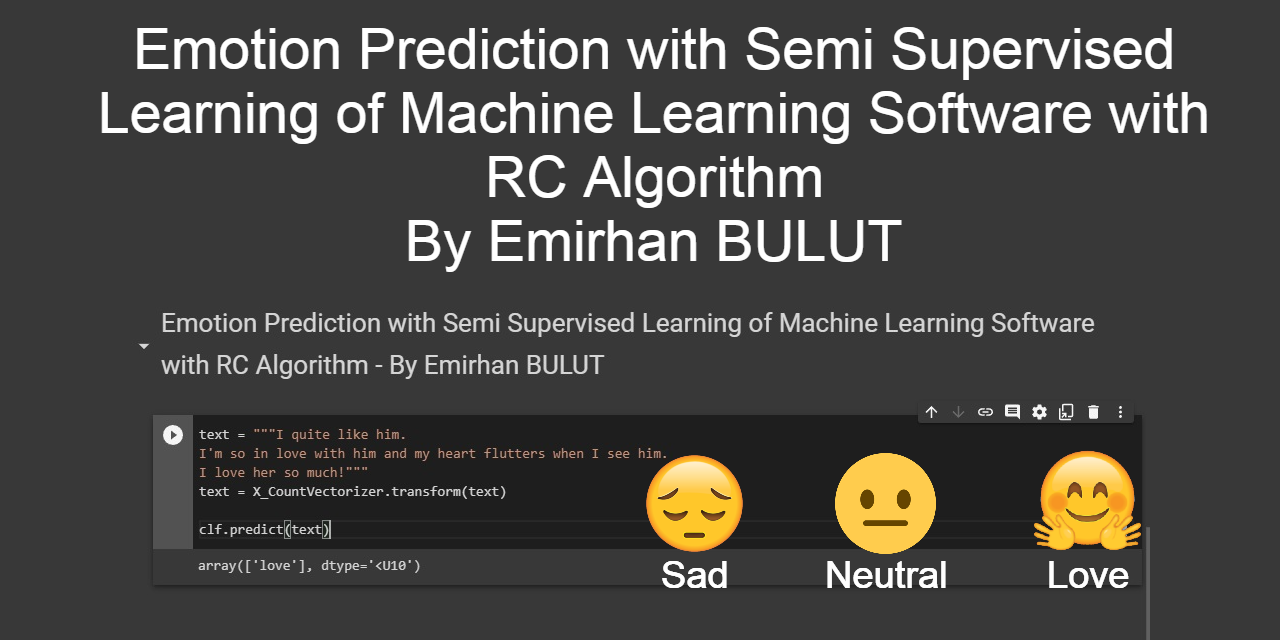 Emotion Prediction with Semi Supervised
Learning of Machine Learning Software with
RC Algorithm
By Emirhan BULUT
Emotion Prediction with Semi Supervised Learning of Machine Learning Software
with RC Algorithm - By Emirhan BULUT
text = """I quite like him.
I'm so in love with him and my heart flutters when I see him.
I love her so much!"""
text = X_CountVectorizer.transform(text)
clf.predict(text)
array(['love'], dtype='<U10')
Sad Neutral Love